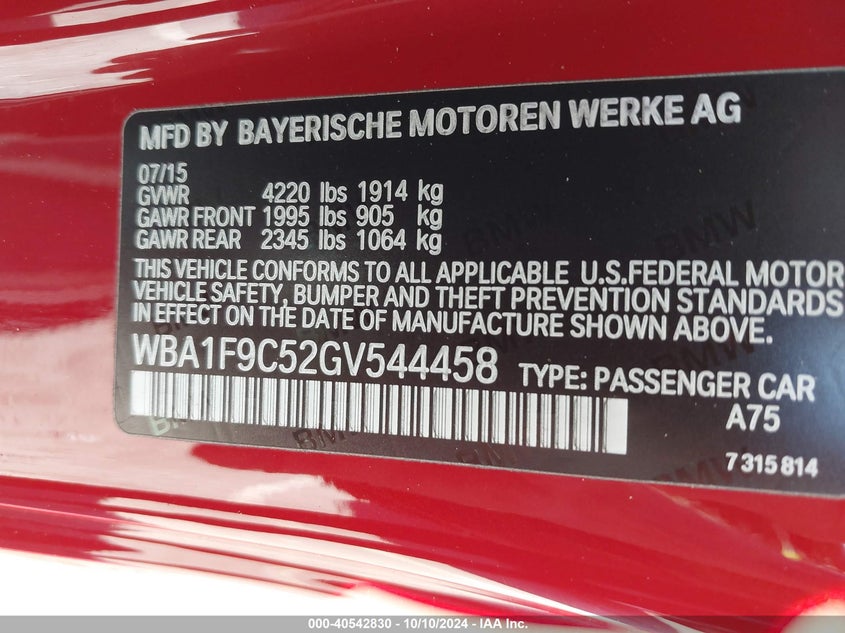 MFD BY BAYERISCHE MOTOREN WERKE AG
07/15
GVWR 4220 lbs 1914 kg
GAWR FRONT 1995 lbs 905 kg
GAWR REAR 2345 lbs 1064 kg
THIS VEHICLE CONFORMS TO ALL APPLICABLE U.S.FEDERAL MOTOR
VEHICLE SAFETY, BUMPER AND THEFT PREVENTION STANDARDS
IN EFFECT ON THE DATE OF MANUFACTURE SHOWN ABOVE.
WBA1F9C52GV544458 TYPE: PASSENGER CAR
A75
7315814
000-40542830 - 10/10/2024 - IAA Inc.